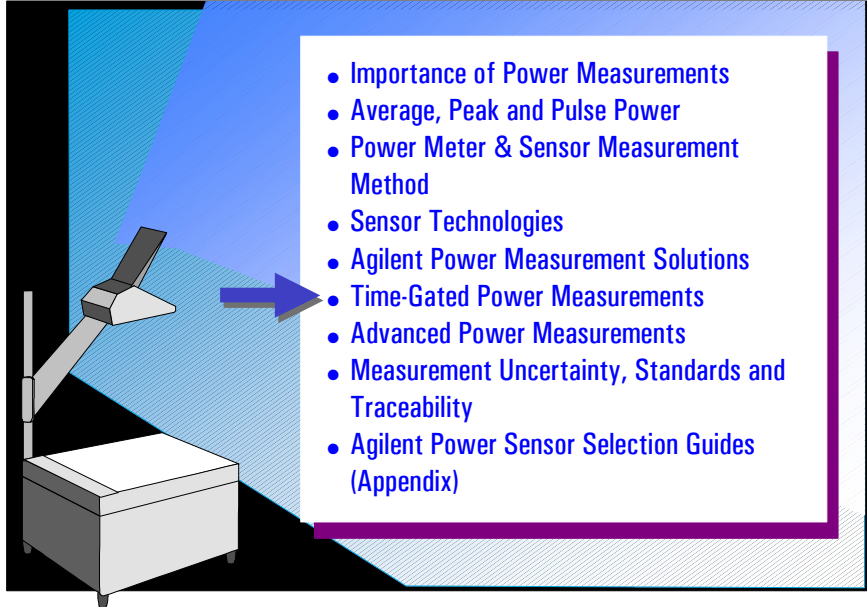 ● Importance of Power Measurements
● Average, Peak and Pulse Power
● Power Meter & Sensor Measurement
Method
● Sensor Technologies
● Agilent Power Measurement Solutions
● Time-Gated Power Measurements
● Advanced Power Measurements
● Measurement Uncertainty, Standards and
Traceability
● Agilent Power Sensor Selection Guides
(Appendix)